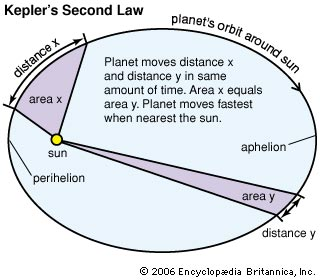 Kepler's Second Law
planet's orbit around sun
distance x
Planet moves distance x
and distance y in same
amount of time. Area x equals
area y. Planet moves fastest
when nearest the sun.
area x
sun
aphelion
perihelion
area y
distance y
© 2006 Encyclopædia Britannica, Inc.